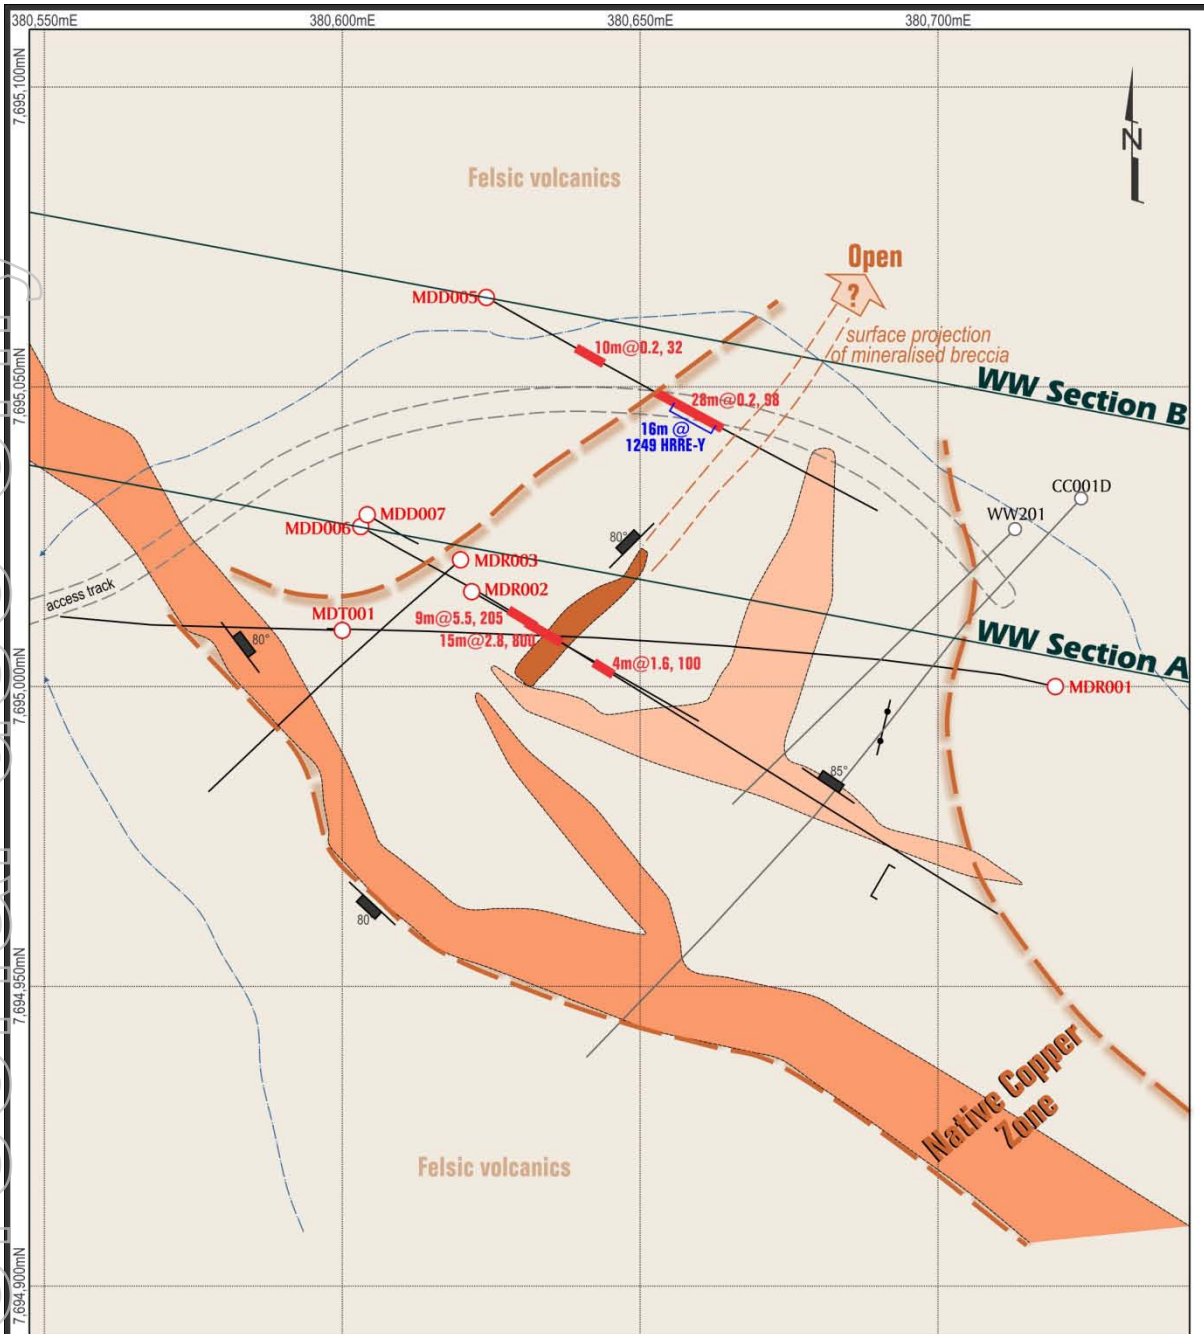 380,550mE
380,600mE
380,650mE
380,700mE
7,695,100mN
N
Felsic volcanics
Open
?
MDD005
surface projection
of mineralised breccia
10m@0.2, 32
7,695,050mN
WW Section B
28m@0.2, 98
16m @
1249 HRRE-Y
CC001D
WW201
MDD007
MDD006
80°
MDR003
access track
MDR002
MDT001
9m@5.5, 205
15m@2.8, 800
80°
WW Section A
4m@1.6, 100
7,695,000mN
MDR001
85°
80
7,694,950mN
Native Copper
Zone
Felsic volcanics
7,694,900mN